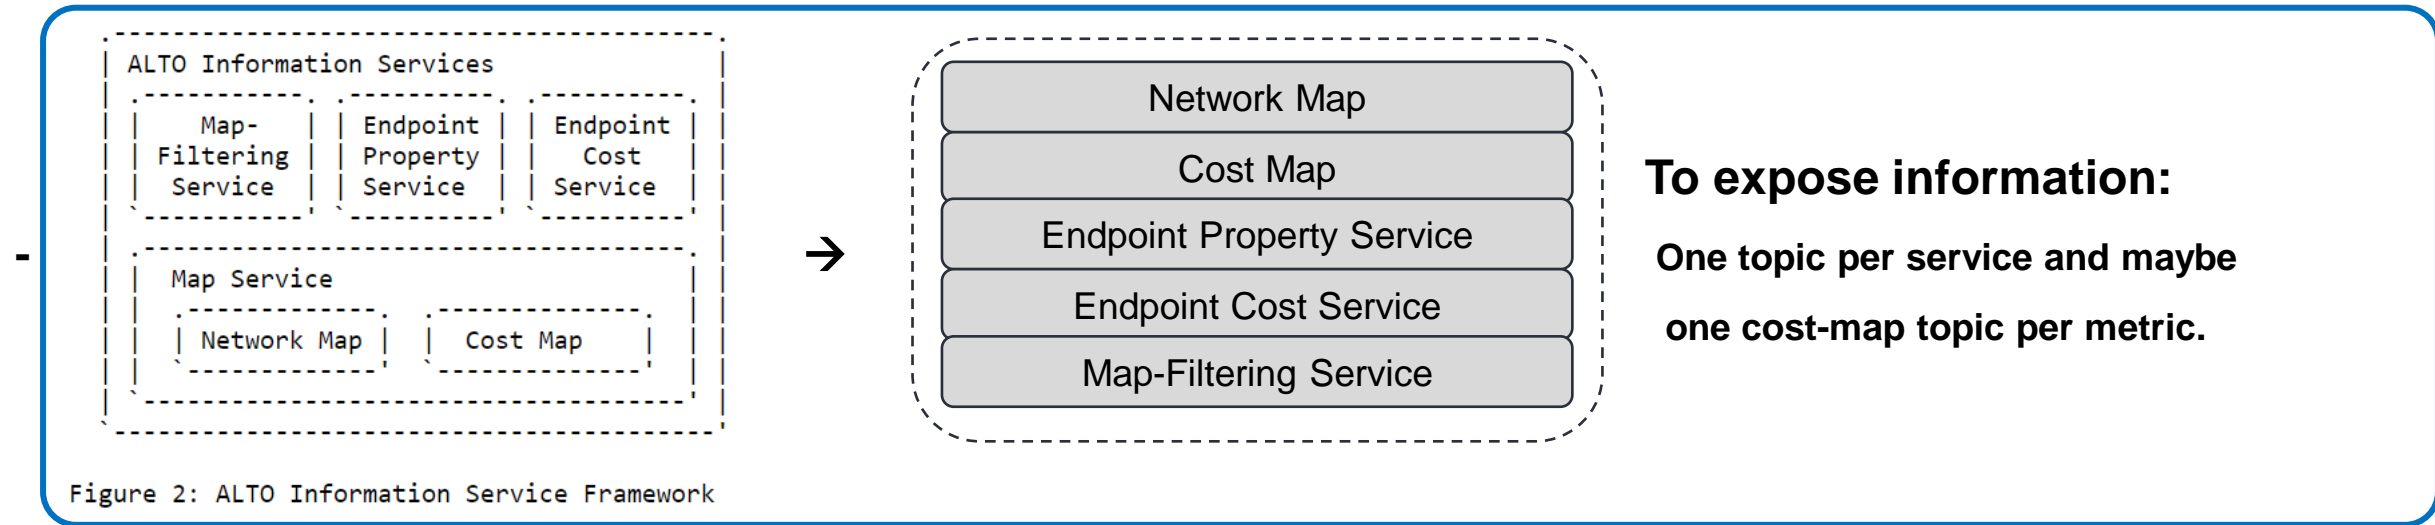 -
ALTO Information Services
Map-
Filtering
Service
Endpoint
Property
Service
Endpoint
Cost
Service
Map Service
Network Map
Cost Map
Figure 2: ALTO Information Service Framework
→
Network Map
Cost Map
Endpoint Property Service
Endpoint Cost Service
Map-Filtering Service
To expose information:
One topic per service and maybe
one cost-map topic per metric.